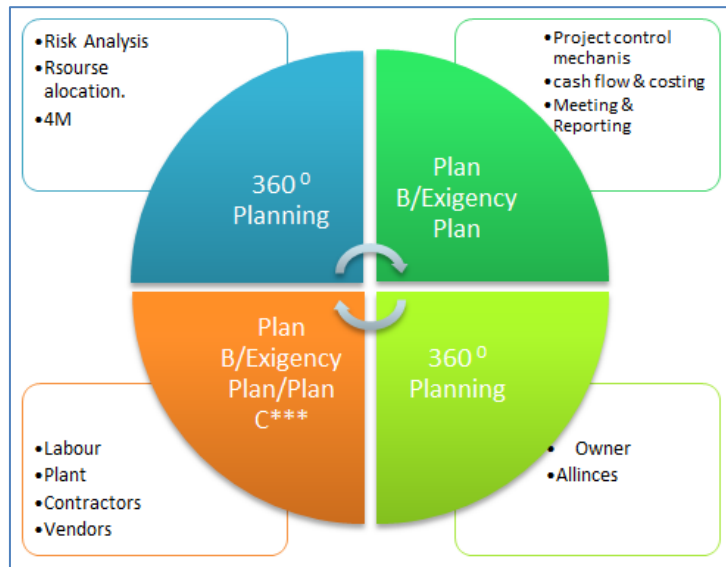 •Risk Analysis
•Rsourse
alocation.
•4M
•Project control
mechanis
•cash flow & costing
•Meeting &
Reporting
360 ⁰
Planning
Plan
B/Exigency
Plan
Plan
B/Exigency
Plan/Plan
C***
360 ⁰
Planning
•Labour
•Plant
•Contractors
•Vendors
• Owner
•Allinces